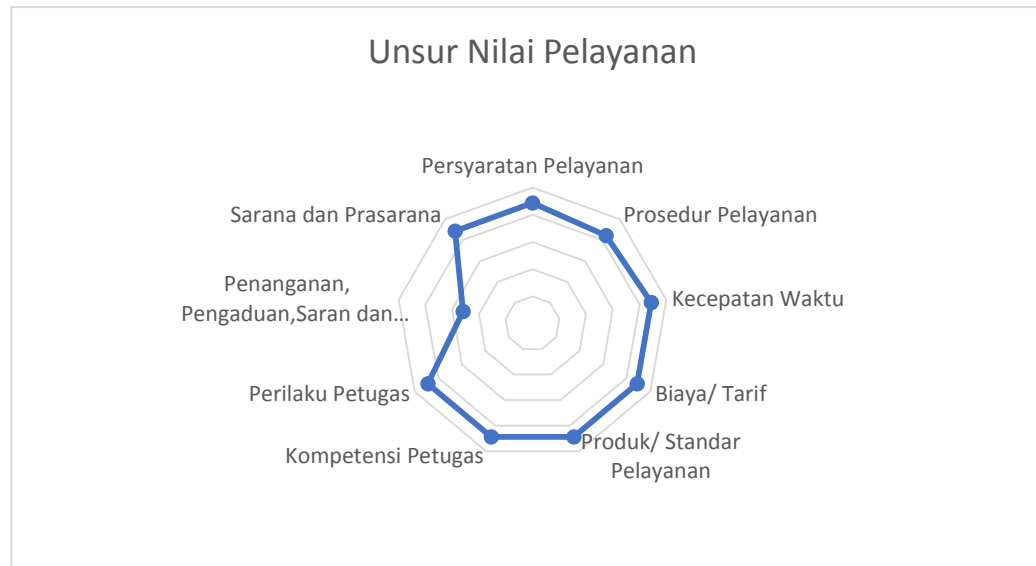 Unsur Nilai Pelayanan
Persyaratan Pelayanan
Prosedur Pelayanan
Kecepatan Waktu
Biaya/ Tarif
Produk/ Standar
Pelayanan
Kompetensi Petugas
Perilaku Petugas
Penanganan,
Pengaduan,Saran dan...
Sarana dan Prasarana